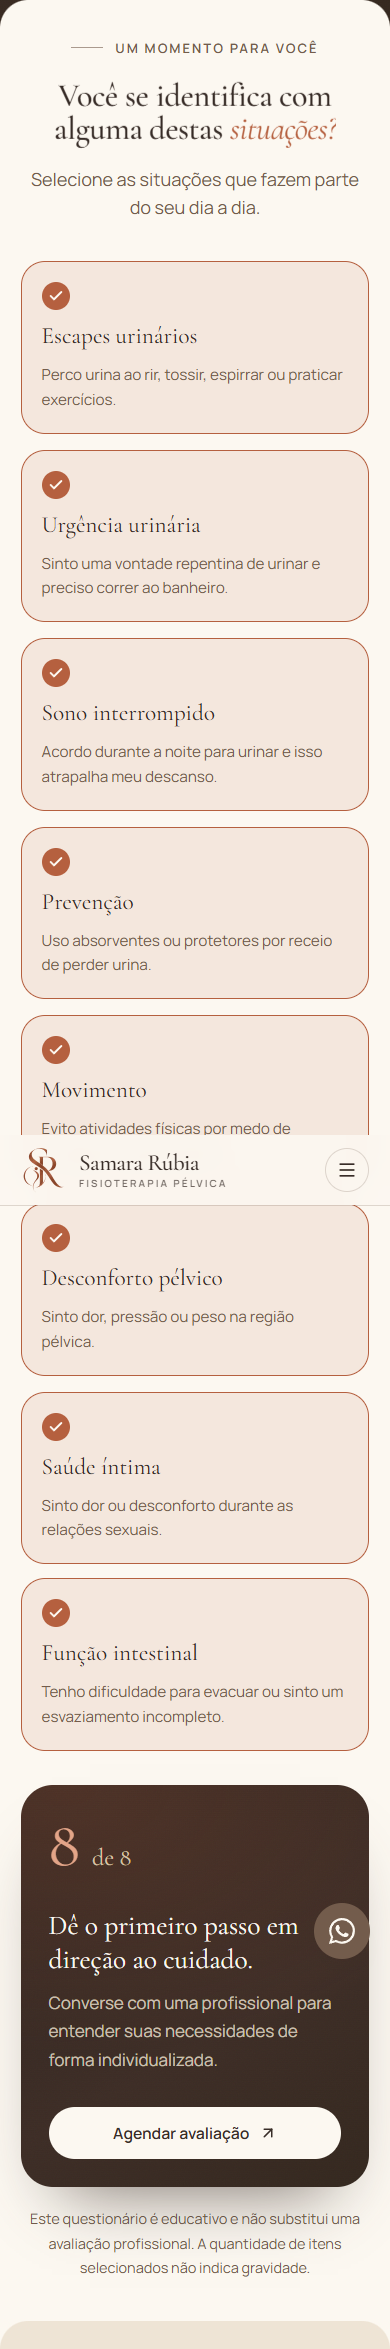 UM MOMENTO PARA VOCÊ
Você se identifica com
alguma destas situações?
Selecione as situações que fazem parte
do seu dia a dia.
Escapes urinários
Perco urina ao rir, tossir, espirrar ou praticar
exercícios.
Urgência urinária
Sinto uma vontade repentina de urinar e
preciso correr ao banheiro.
Sono interrompido
Acordo durante a noite para urinar e isso
atrapalha meu descanso.
Prevenção
Uso absorventes ou protetores por receio
de perder urina.
Movimento
Evito atividades físicas por medo de
SR
Samara Rúbia
FISIOTERAPIA PÉLVICA
Desconforto pélvico
Sinto dor, pressão ou peso na região
pélvica.
Saúde íntima
Sinto dor ou desconforto durante as
relações sexuais.
Função intestinal
Tenho dificuldade para evacuar ou sinto um
esvaziamento incompleto.
8 de 8
Dê o primeiro passo em
direção ao cuidado.
Converse com uma profissional para
entender suas necessidades de
forma individualizada.
Agendar avaliação
Este questionário é educativo e não substitui uma
avaliação profissional. A quantidade de itens
selecionados não indica gravidade.